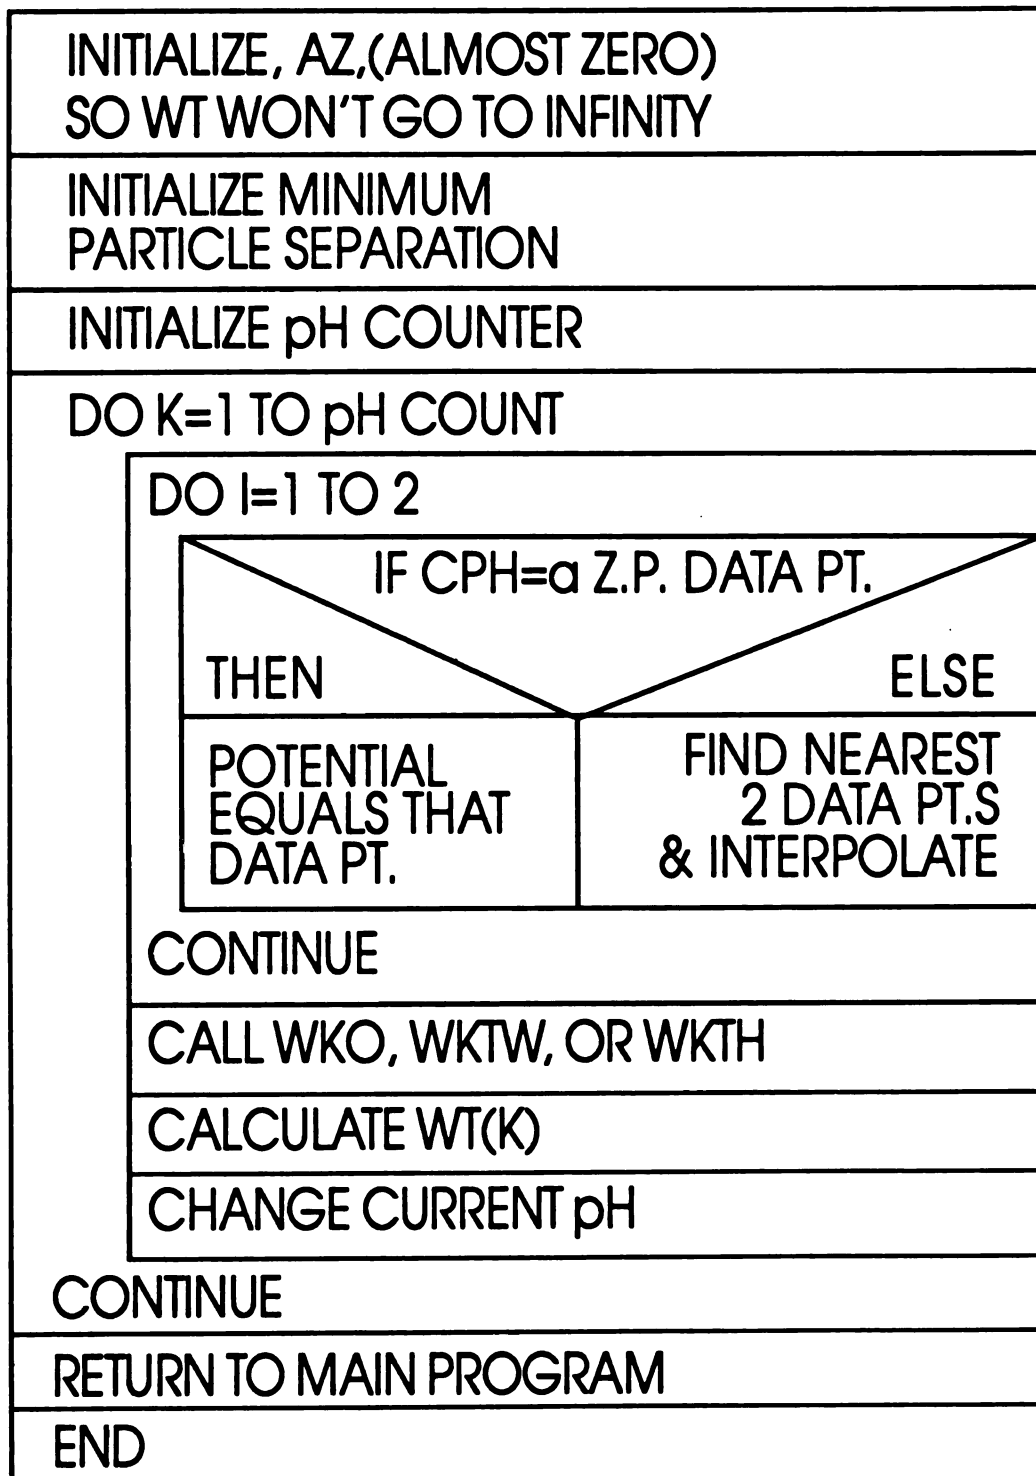 INITIALIZE, AZ,(ALMOST ZERO)
SO WT WON'T GO TO INFINITY
INITIALIZE MINIMUM
PARTICLE SEPARATION
INITIALIZE pH COUNTER
DO K=1 TO pH COUNT
DO I=1 TO 2
IF CPH=a Z.P. DATA PT.
THEN
ELSE
POTENTIAL
EQUALS THAT
DATA PT.
FIND NEAREST
2 DATA PT.S
& INTERPOLATE
CONTINUE
CALL WKO, WKTW, OR WKTH
CALCULATE WT(K)
CHANGE CURRENT pH
CONTINUE
RETURN TO MAIN PROGRAM
END